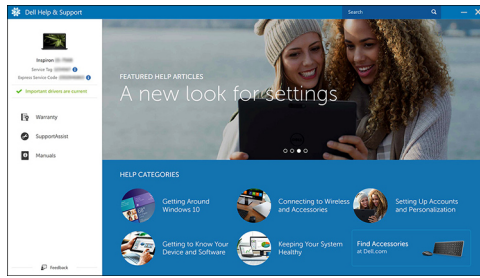 Dell Help & Support
Search
Inspiron
Service Tag:
Express Service Code:
Important drivers are current
Warranty
SupportAssist
Manuals
Feedback
FEATURED HELP ARTICLES
A new look for settings
HELP CATEGORIES
Getting Around
Windows 10
Connecting to Wireless
and Accessories
Setting Up Accounts
and Personalization
Getting to Know Your
Device and Software
Keeping Your System
Healthy
Find Accessories
at Dell.com